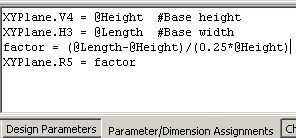 XYPlane.V4 = @Height  #Base height
XYPlane.H3 = @Length  #Base width
factor = (@Length-@Height)/(0.25*@Height)
XYPlane.R5 = factor
Design Parameters Parameter/Dimension Assignments